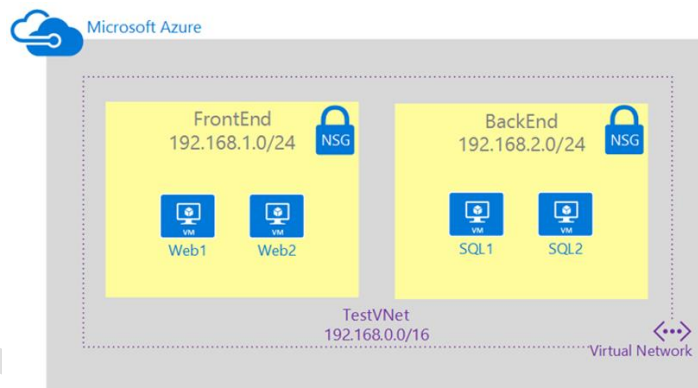 Microsoft Azure
FrontEnd
192.168.1.0/24
NSG
BackEnd
192.168.2.0/24
NSG
VM
Web1
VM
Web2
VM
SQL1
VM
SQL2
TestVNet
192.168.0.0/16
Virtual Network